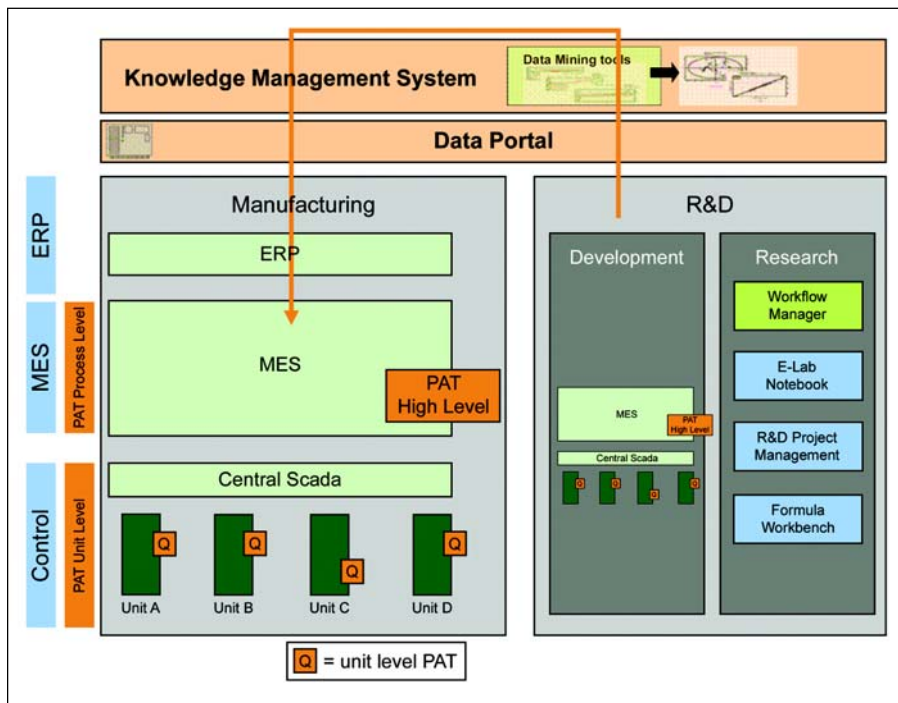 Knowledge Management System
Data Mining tools
Data Portal
ERP
MES
PAT Process Level
Control
PAT Unit Level
Manufacturing
ERP
MES
PAT
High Level
Central Scada
Q
Q
Q
Q
Unit A
Unit B
Unit C
Unit D
R&D
Development
MES
PAT
High Level
Central Scada
Q
Q
Q
Q
Research
Workflow
Manager
E-Lab
Notebook
R&D Project
Management
Formula
Workbench
Q = unit level PAT